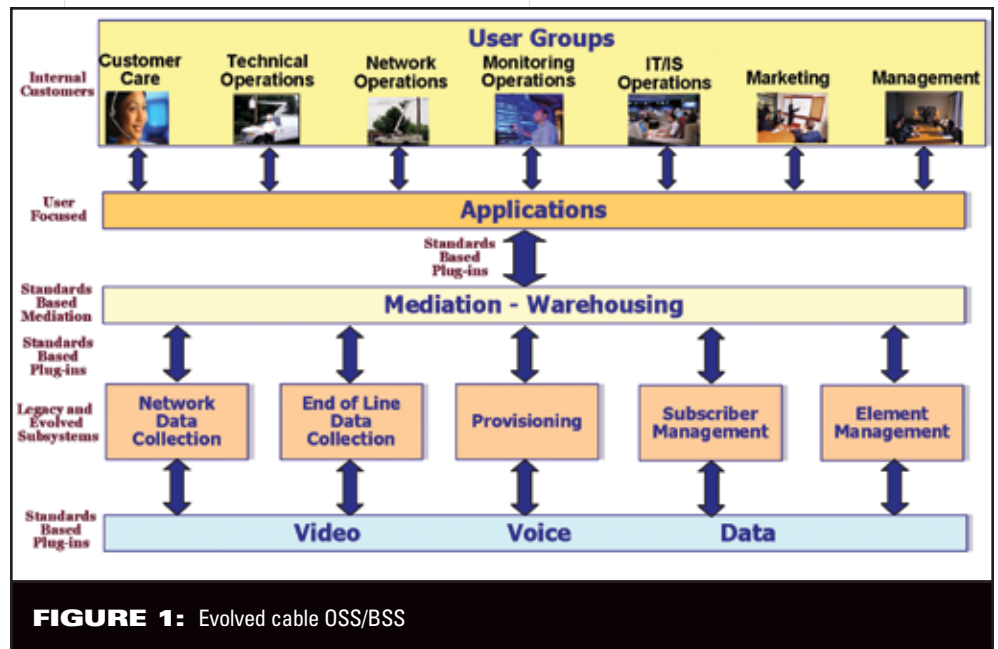 User Groups
Internal
Customers
Customer
Care
Technical
Operations
Network
Operations
Monitoring
Operations
IT/IS
Operations
Marketing
Management
User
Focused
Applications
Standards
Based
Plug-ins
Standards
Based
Mediation
Mediation - Warehousing
Standards
Based
Plug-ins
Legacy and
Evolved
Subsystems
Network
Data
Collection
End of Line
Data
Collection
Provisioning
Subscriber
Management
Element
Management
Standards
Based
Plug-ins
Video
Voice
Data
FIGURE 1: Evolved cable OSS/BSS